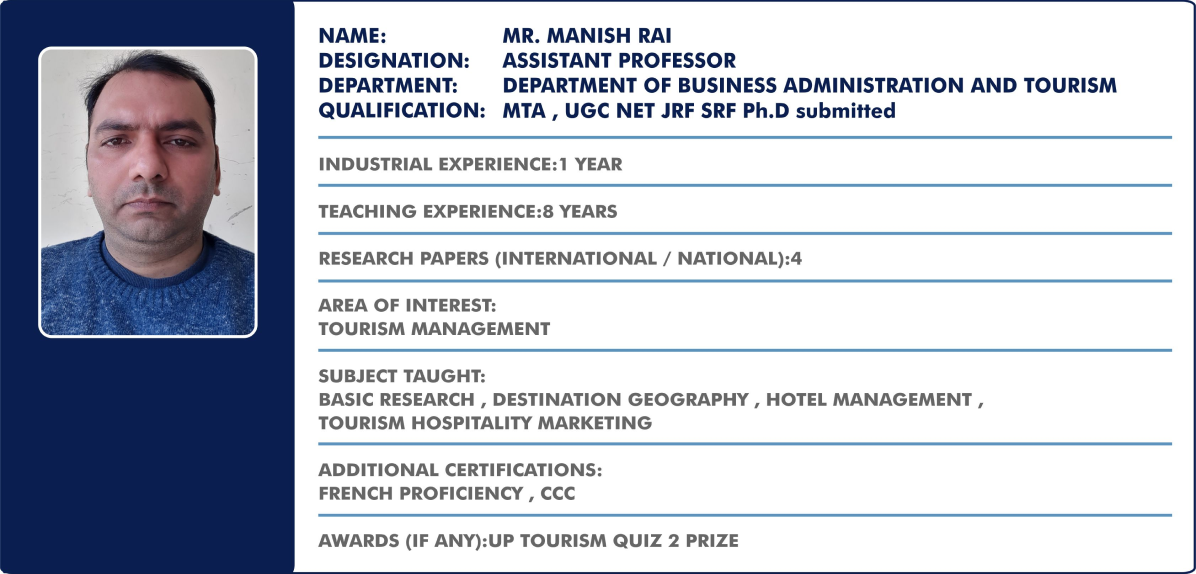 NAME: MR. MANISH RAI
DESIGNATION: ASSISTANT PROFESSOR
DEPARTMENT: DEPARTMENT OF BUSINESS ADMINISTRATION AND TOURISM
QUALIFICATION: MTA , UGC NET JRF SRF Ph.D submitted
INDUSTRIAL EXPERIENCE:1 YEAR
TEACHING EXPERIENCE:8 YEARS
RESEARCH PAPERS (INTERNATIONAL / NATIONAL):4
AREA OF INTEREST:
TOURISM MANAGEMENT
SUBJECT TAUGHT:
BASIC RESEARCH , DESTINATION GEOGRAPHY , HOTEL MANAGEMENT ,
TOURISM HOSPITALITY MARKETING
ADDITIONAL CERTIFICATIONS:
FRENCH PROFICIENCY , CCC
AWARDS (IF ANY):UP TOURISM QUIZ 2 PRIZE